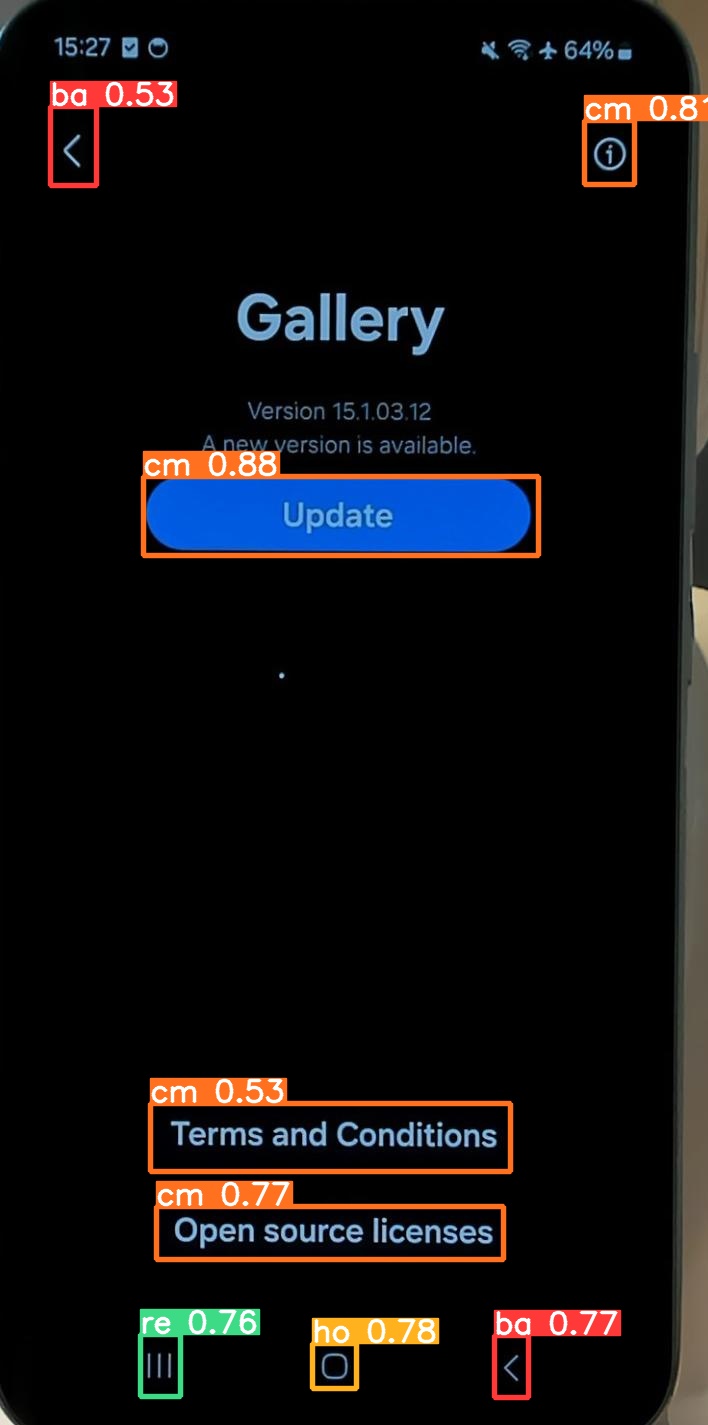 15:27 64%
ba 0.53
cm 0.81
Gallery
Version 15.1.03.12
A new version is available.
cm 0.88
Update
cm 0.53
Terms and Conditions
cm 0.77
Open source licenses
re 0.76 ho 0.78 ba 0.77